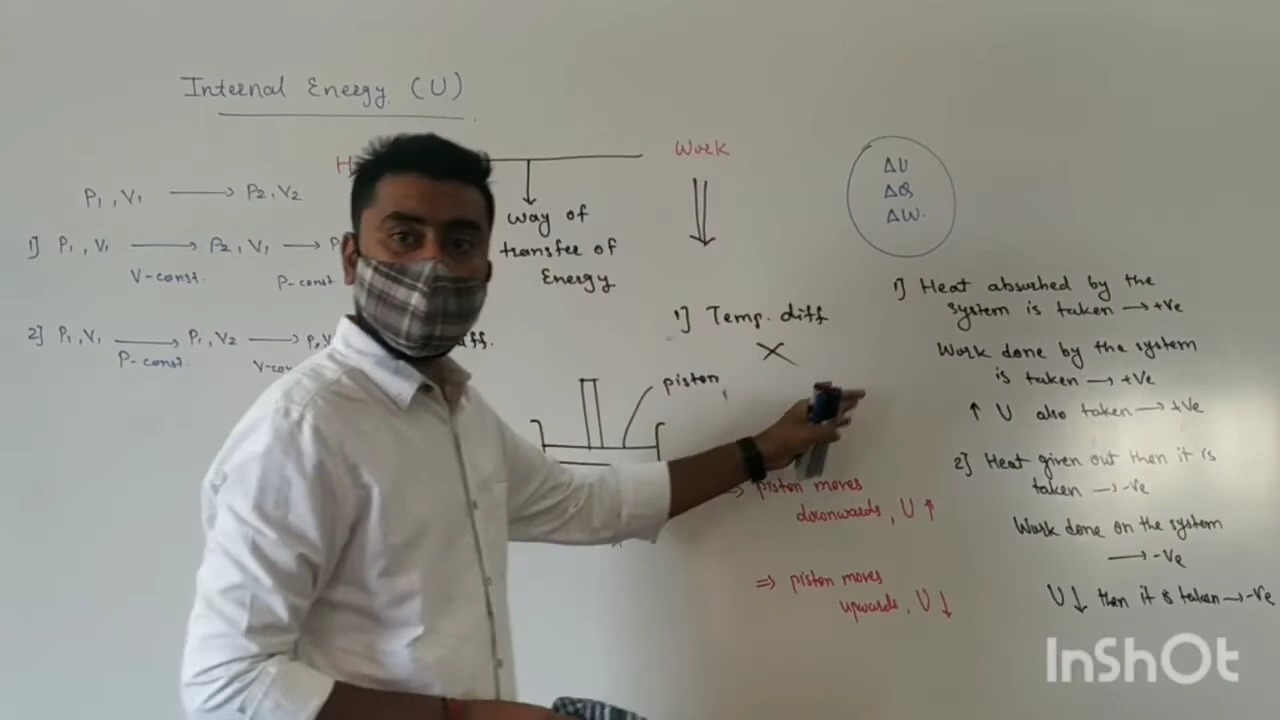 Internal Energy (U)
H
Work
P1, V1 → P2, V2
way of
transfer of
Energy
1] P1, V1 → P2, V1 → P
V-const. P-const
2] P1, V1 → P1, V2 → P2, V
P-const. V-co
ff.
1] Temp. diff
×
piston
⇒ piston moves
downwards, U ↑
⇒ piston moves
upwards, U ↓
ΔU
ΔQ
ΔW.
1] Heat absorbed by the
system is taken → +ve
Work done by the system
is taken → +ve
↑ U also taken → +ve
2] Heat given out then it is
taken → -ve
Work done on the system
→ -ve
U ↓ then it is taken → -ve
InShOt